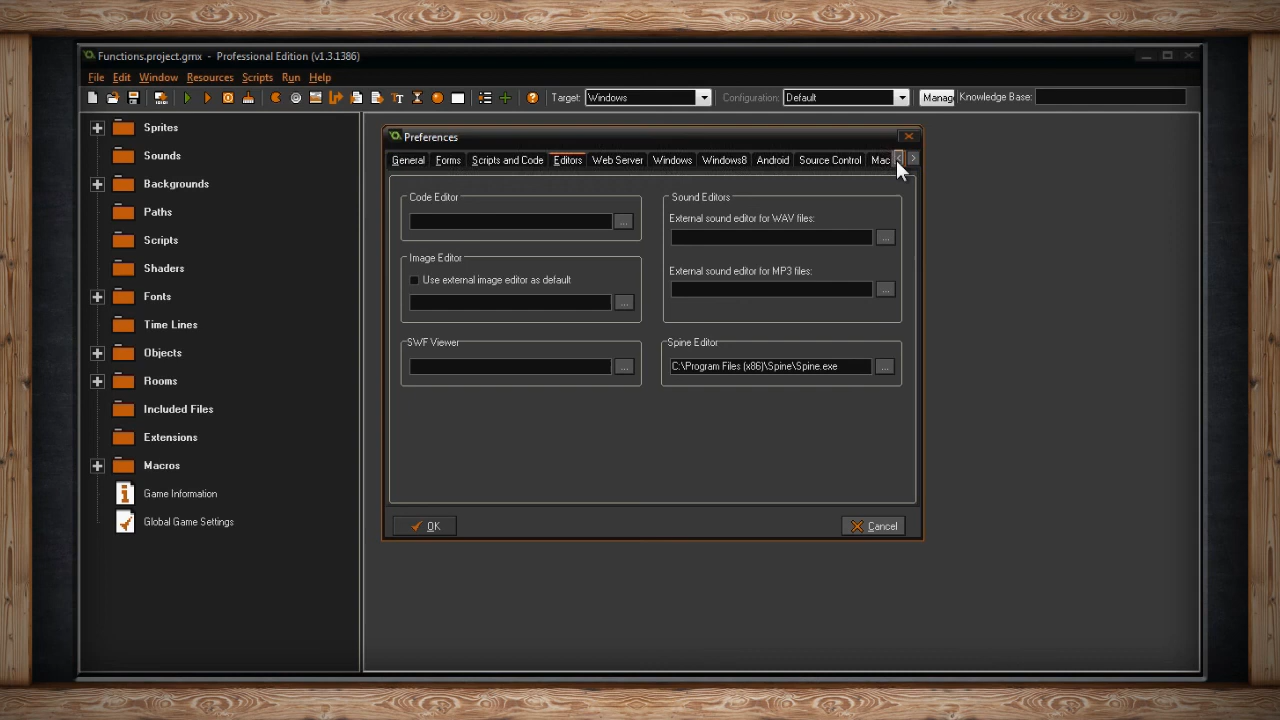 Functions.project.gmx - Professional Edition (v1.3.1386)
File Edit Window Resources Scripts Run Help
Target: Windows Configuration: Default Manag Knowledge Base:
Sprites
Sounds
Backgrounds
Paths
Scripts
Shaders
Fonts
Time Lines
Objects
Rooms
Included Files
Extensions
Macros
Game Information
Global Game Settings
Preferences
General Forms Scripts and Code Editors Web Server Windows Windows8 Android Source Control Mac
Code Editor
...
Image Editor
Use external image editor as default
...
SWF Viewer
...
Sound Editors
External sound editor for WAV files:
...
External sound editor for MP3 files:
...
Spine Editor
C:\Program Files (x86)\Spine\Spine.exe ...
OK Cancel